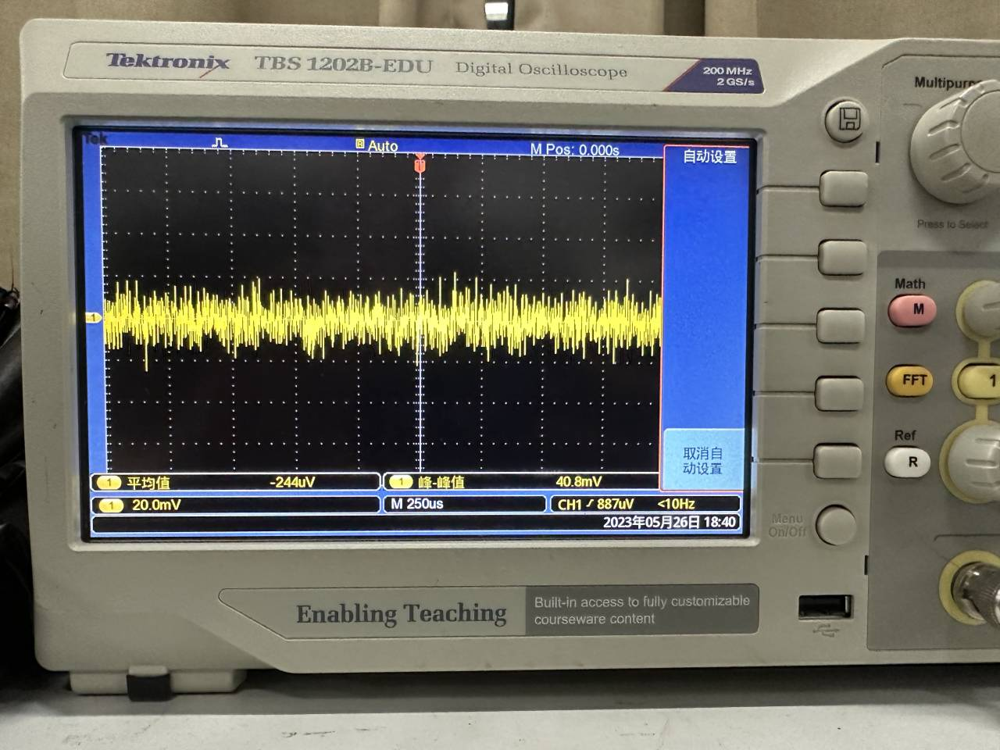 Tektronix TBS 1202B-EDU Digital Oscilloscope 200 MHz
2 GS/s
Tek Auto M Pos: 0.000s
自动设置
1
取消自
动设置
1 平均值 -244uV 1 峰-峰值 40.8mV
1 20.0mV M 250us CH1 887uV <10Hz
2023年05月26日 18:40
Enabling Teaching
Built-in access to fully customizable
courseware content
Press to Select
Math
M
FFT
1
Ref
R
Menu
On/Off